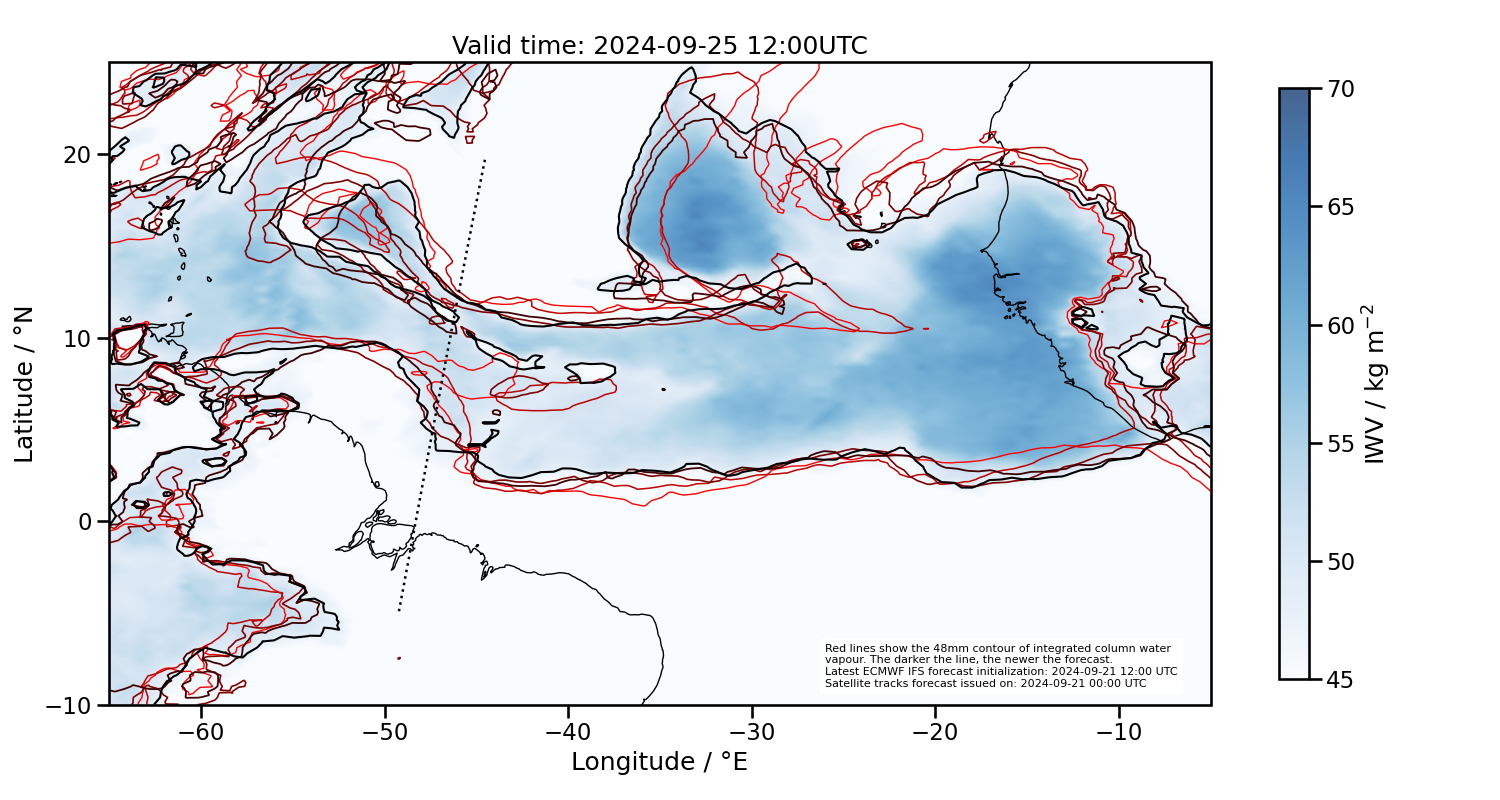 Valid time: 2024-09-25 12:00UTC
70
65
60
55
50
45
IWV / kg m⁻²
20
10
0
−10
Latitude / °N
−60
−50
−40
−30
−20
−10
Longitude / °E
Red lines show the 48mm contour of integrated column water
vapour. The darker the line, the newer the forecast.
Latest ECMWF IFS forecast initialization: 2024-09-21 12:00 UTC
Satellite tracks forecast issued on: 2024-09-21 00:00 UTC